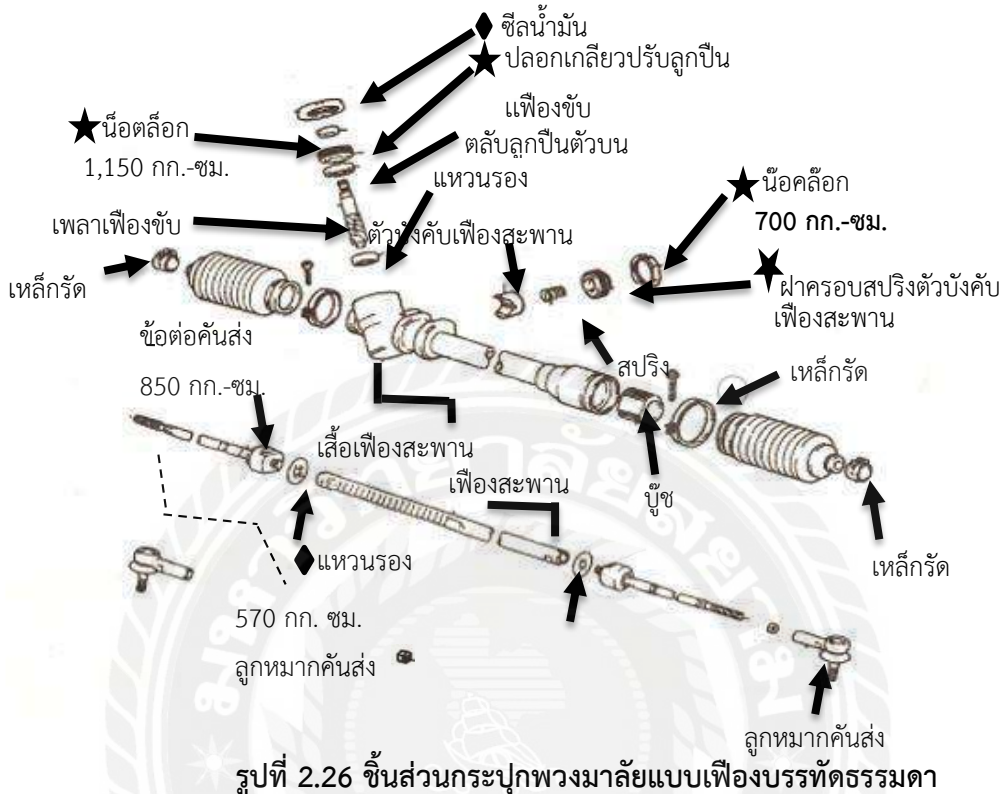 ซีลน้ำมัน
ปลอกเกลียวปรับลูกปืน
แฟืองขับ
น็อตล็อก
ตลับลูกปืนตัวบน
1,150 กก.-ซม.
แหวนรอง
น๊อคล๊อก
700 กก.-ซม.
เพลาเฟืองขับ
ตัวบังคับเฟืองสะพาน
เหล็กรัด
ฝาครอบสปริงตัวบังคับ
เฟืองสะพาน
ข้อต่อคันส่ง
สปริง
เหล็กรัด
850 กก.-ซม.
เสื้อเฟืองสะพาน
เฟืองสะพาน
บู๊ช
แหวนรอง
เหล็กรัด
570 กก. ซม.
ลูกหมากคันส่ง
ลูกหมากคันส่ง
รูปที่ 2.26 ชิ้นส่วนกระปุกพวงมาลัยแบบเฟืองบรรทัดธรรมดา